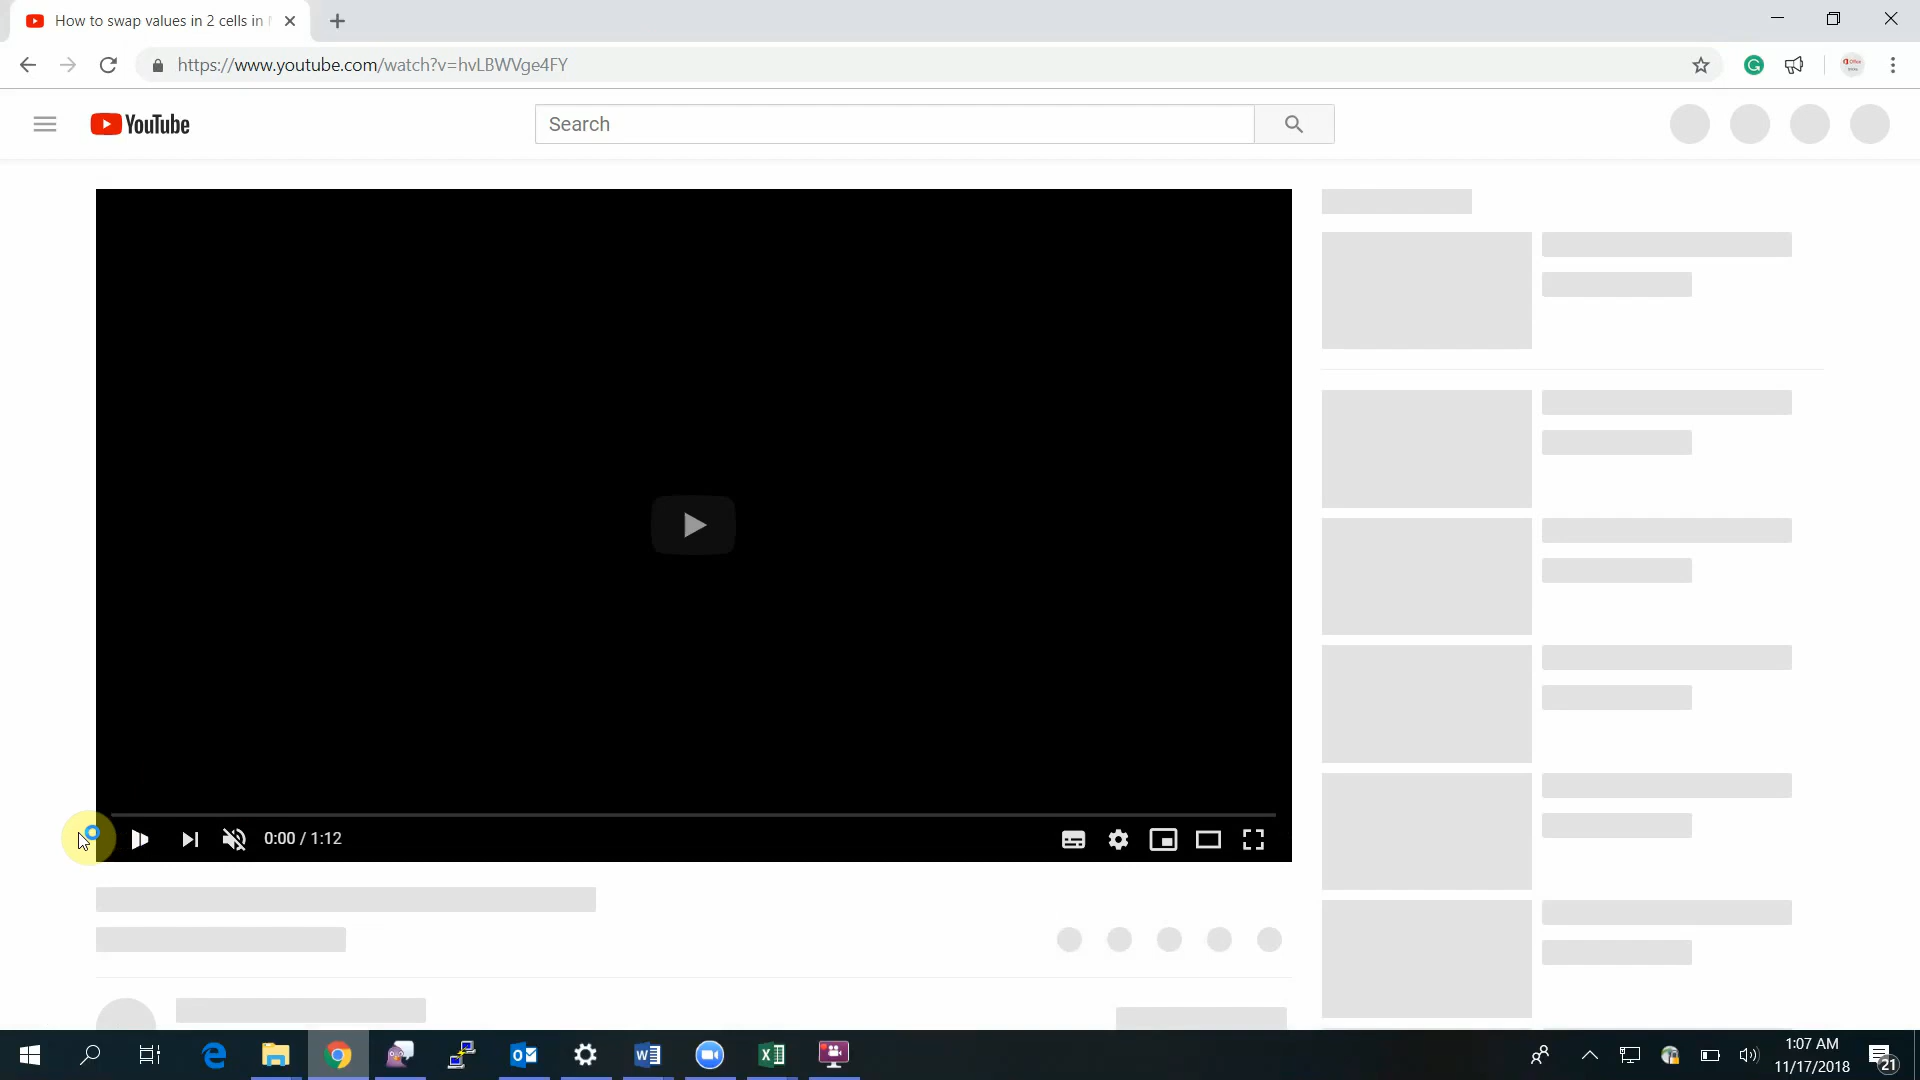 How to swap values in 2 cells in
https://www.youtube.com/watch?v=hvLBWVge4FY
YouTube
Search
0:00 / 1:12
1:07 AM
11/17/2018
21